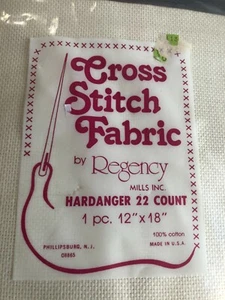 Cross
Stitch
Fabric
by Regency
MILLS INC.
HARDANGER 22 COUNT
1 pc. 12" x 18"
100% cotton
PHILLIPSBURG, N. J.
MADE IN U.S.A.
08865